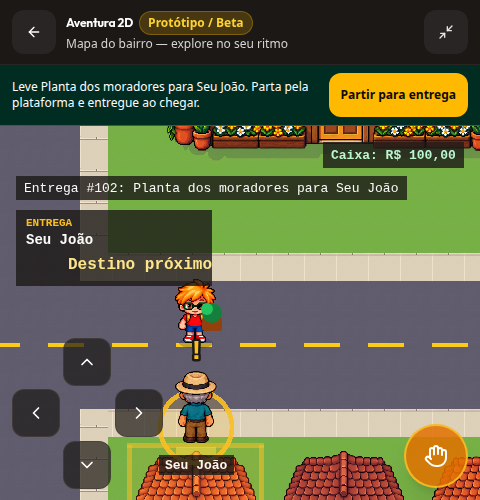 Aventura 2D Protótipo / Beta
Mapa do bairro — explore no seu ritmo
Leve Planta dos moradores para Seu João. Parta pela
plataforma e entregue ao chegar.
Partir para entrega
Caixa: R$ 100,00
Entrega #102: Planta dos moradores para Seu João
ENTREGA
Seu João
Destino próximo
Seu João